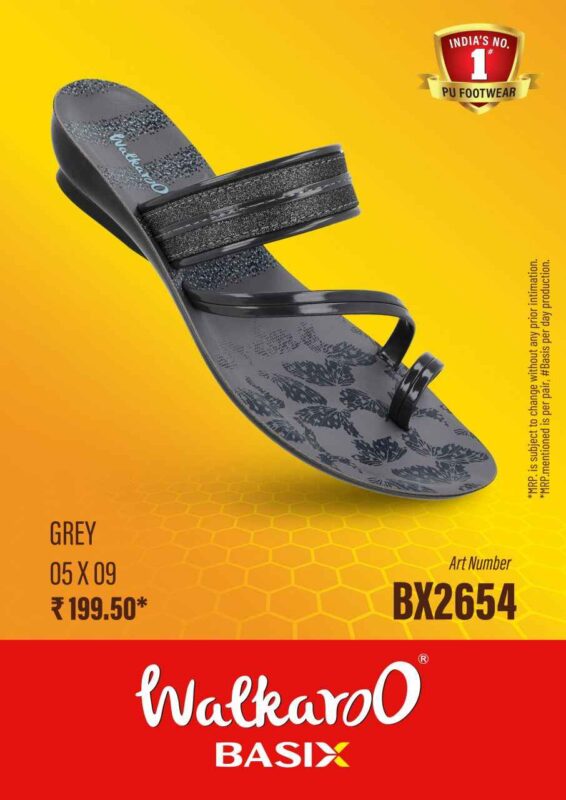 INDIA'S NO.
1#
PU FOOTWEAR
WalkaroO
*MRP. is subject to change without any prior intimation.
*MRP.mentioned is per pair, #Basis per day production.
GREY
05 X 09
₹ 199.50*
Art Number
BX2654
WalkaroO®
BASIX